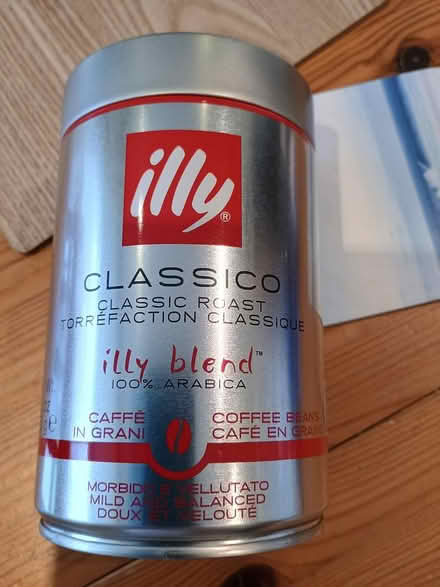 illy®
CLASSICO
CLASSIC ROAST
TORRÉFACTION CLASSIQUE
illy blend™
100% ARABICA
CAFFÈ
IN GRANI
COFFEE BEANS
CAFÉ EN GRAINS
MORBIDO E VELLUTATO
MILD AND BALANCED
DOUX ET VELOUTÉ